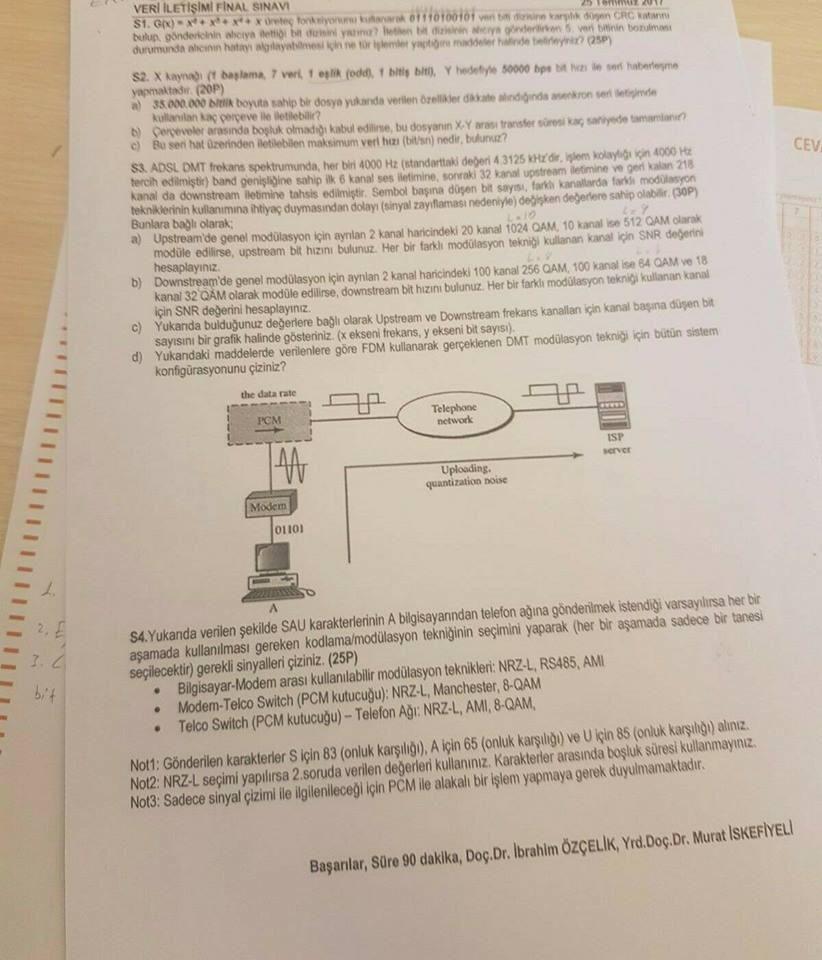 VERİ İLETİŞİMİ FİNAL SINAVI
25 Temmuz 2017
S1. G(x) = üreteç fonksiyonunu kullanarak 01110100101 veri biti dizisine karşılık düşen CRC katarını
bulup, göndericinin alıcıya ilettiği bit dizisini yazınız? İletilen bit dizisinin alıcıya gönderilirken 5. veri bitinin bozulması
durumunda alıcının hatayı algılayabilmesi için ne tür işlemler yaptığını maddeler halinde belirleyiniz? (25P)
S2. X kaynağı (1 başlama, 7 veri, 1 eşlik (odd), 1 bitiş biti), Y hedefiyle 50000 bps bit hızı ile seri haberleşme
yapmaktadır. (20P)
a) 35.000.000 bitlik boyuta sahip bir dosya yukarıda verilen özellikler dikkate alındığında asenkron seri iletişimde
kullanılan kaç çerçeve ile iletilebilir?
b) Çerçeveler arasında boşluk olmadığı kabul edilirse, bu dosyanın X-Y arası transfer süresi kaç saniyede tamamlanır?
c) Bu seri hat üzerinden iletilebilen maksimum veri hızı (bit/sn) nedir, bulunuz?
S3. ADSL DMT frekans spektrumunda, her biri 4000 Hz (standarttaki değeri 4.3125 kHz'dir, işlem kolaylığı için 4000 Hz
tercih edilmiştir) band genişliğine sahip ilk 6 kanal ses iletimine, sonraki 32 kanal upstream iletimine ve geri kalan 218
kanal da downstream iletimine tahsis edilmiştir. Sembol başına düşen bit sayısı, farklı kanallarda farklı modülasyon
tekniklerinin kullanımına ihtiyaç duymasından dolayı (sinyal zayıflaması nedeniyle) değişken değerlere sahip olabilir. (30P)
Bunlara bağlı olarak;
a) Upstream'de genel modülasyon için ayrılan 2 kanal haricindeki 20 kanal 1024 QAM, 10 kanal ise 512 QAM olarak
modüle edilirse, upstream bit hızını bulunuz. Her bir farklı modülasyon tekniği kullanan kanal için SNR değerini
hesaplayınız.
b) Downstream'de genel modülasyon için ayrılan 2 kanal haricindeki 100 kanal 256 QAM, 100 kanal ise 64 QAM ve 18
kanal 32 QAM olarak modüle edilirse, downstream bit hızını bulunuz. Her bir farklı modülasyon tekniği kullanan kanal
için SNR değerini hesaplayınız.
c) Yukarıda bulduğunuz değerlere bağlı olarak Upstream ve Downstream frekans kanalları için kanal başına düşen bit
sayısını bir grafik halinde gösteriniz. (x ekseni frekans, y ekseni bit sayısı).
d) Yukarıdaki maddelerde verilenlere göre FDM kullanarak gerçeklenen DMT modülasyon tekniği için bütün sistem
konfigürasyonunu çiziniz?
the data rate
PCM
Telephone
network
ISP
server
Uploading,
quantization noise
Modem
01101
A
S4.Yukarıda verilen şekilde SAU karakterlerinin A bilgisayarından telefon ağına gönderilmek istendiği varsayılırsa her bir
aşamada kullanılması gereken kodlama/modülasyon tekniğinin seçimini yaparak (her bir aşamada sadece bir tanesi
seçilecektir) gerekli sinyalleri çiziniz. (25P)
• Bilgisayar-Modem arası kullanılabilir modülasyon teknikleri: NRZ-L, RS485, AMI
• Modem-Telco Switch (PCM kutucuğu): NRZ-L, Manchester, 8-QAM
• Telco Switch (PCM kutucuğu) – Telefon Ağı: NRZ-L, AMI, 8-QAM,
Not1: Gönderilen karakterler S için 83 (onluk karşılığı), A için 65 (onluk karşılığı) ve U için 85 (onluk karşılığı) alınız.
Not2: NRZ-L seçimi yapılırsa 2.soruda verilen değerleri kullanınız. Karakterler arasında boşluk süresi kullanmayınız.
Not3: Sadece sinyal çizimi ile ilgilenileceği için PCM ile alakalı bir işlem yapmaya gerek duyulmamaktadır.
Başarılar, Süre 90 dakika, Doç.Dr. İbrahim ÖZÇELİK, Yrd.Doç.Dr. Murat İSKEFİYELİ